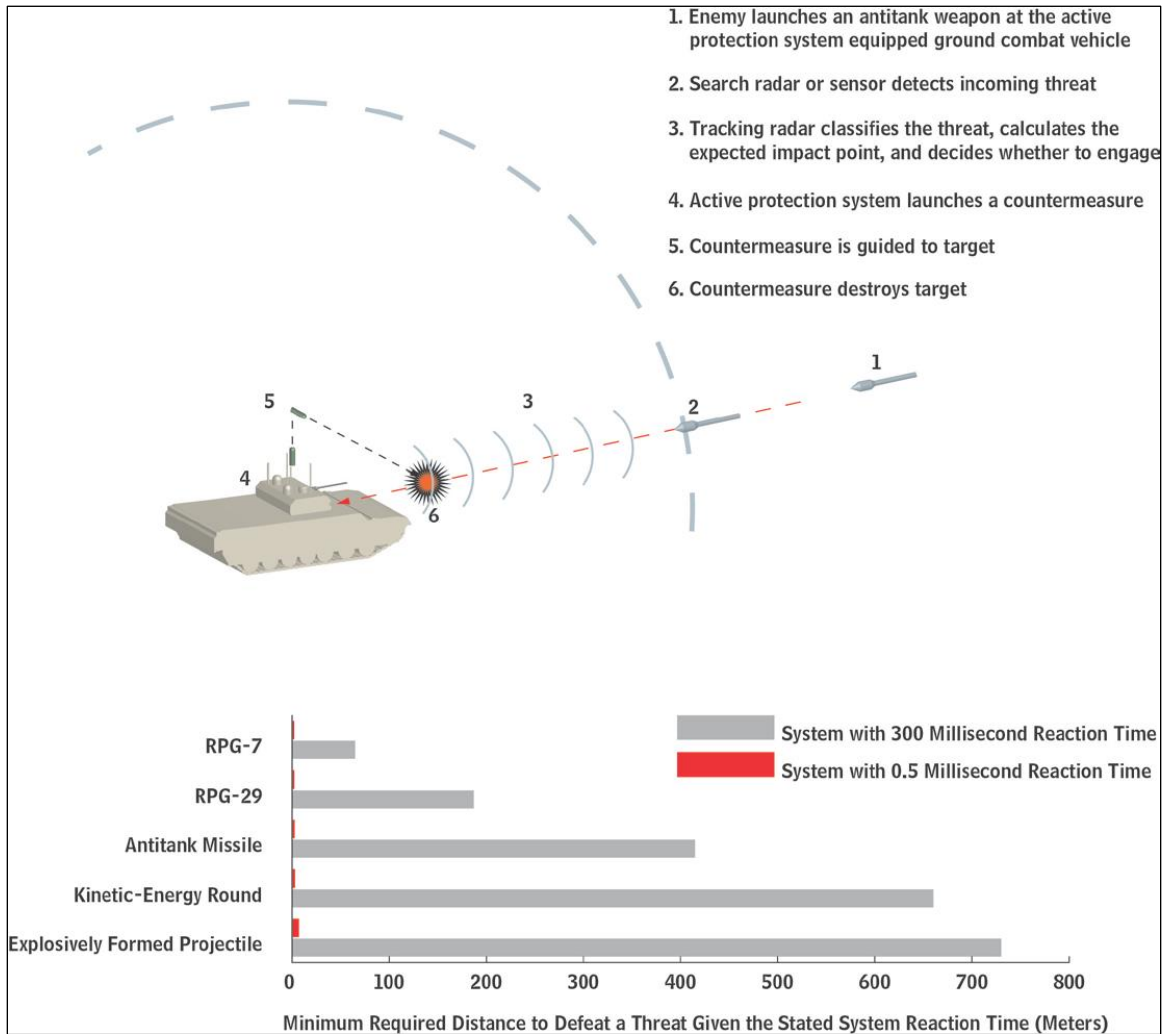 1. Enemy launches an antitank weapon at the active
protection system equipped ground combat vehicle
2. Search radar or sensor detects incoming threat
3. Tracking radar classifies the threat, calculates the
expected impact point, and decides whether to engage
4. Active protection system launches a countermeasure
5. Countermeasure is guided to target
6. Countermeasure destroys target
1
2
3
5
4
6
System with 300 Millisecond Reaction Time
System with 0.5 Millisecond Reaction Time
RPG-7
RPG-29
Antitank Missile
Kinetic-Energy Round
Explosively Formed Projectile
0 100 200 300 400 500 600 700 800
Minimum Required Distance to Defeat a Threat Given the Stated System Reaction Time (Meters)